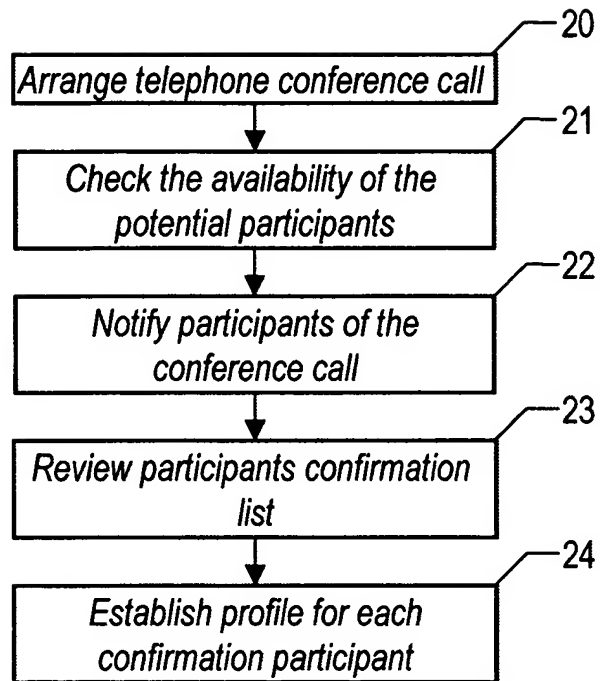 20
Arrange telephone conference call
21
Check the availability of the
potential participants
22
Notify participants of the
conference call
23
Review participants confirmation
list
24
Establish profile for each
confirmation participant